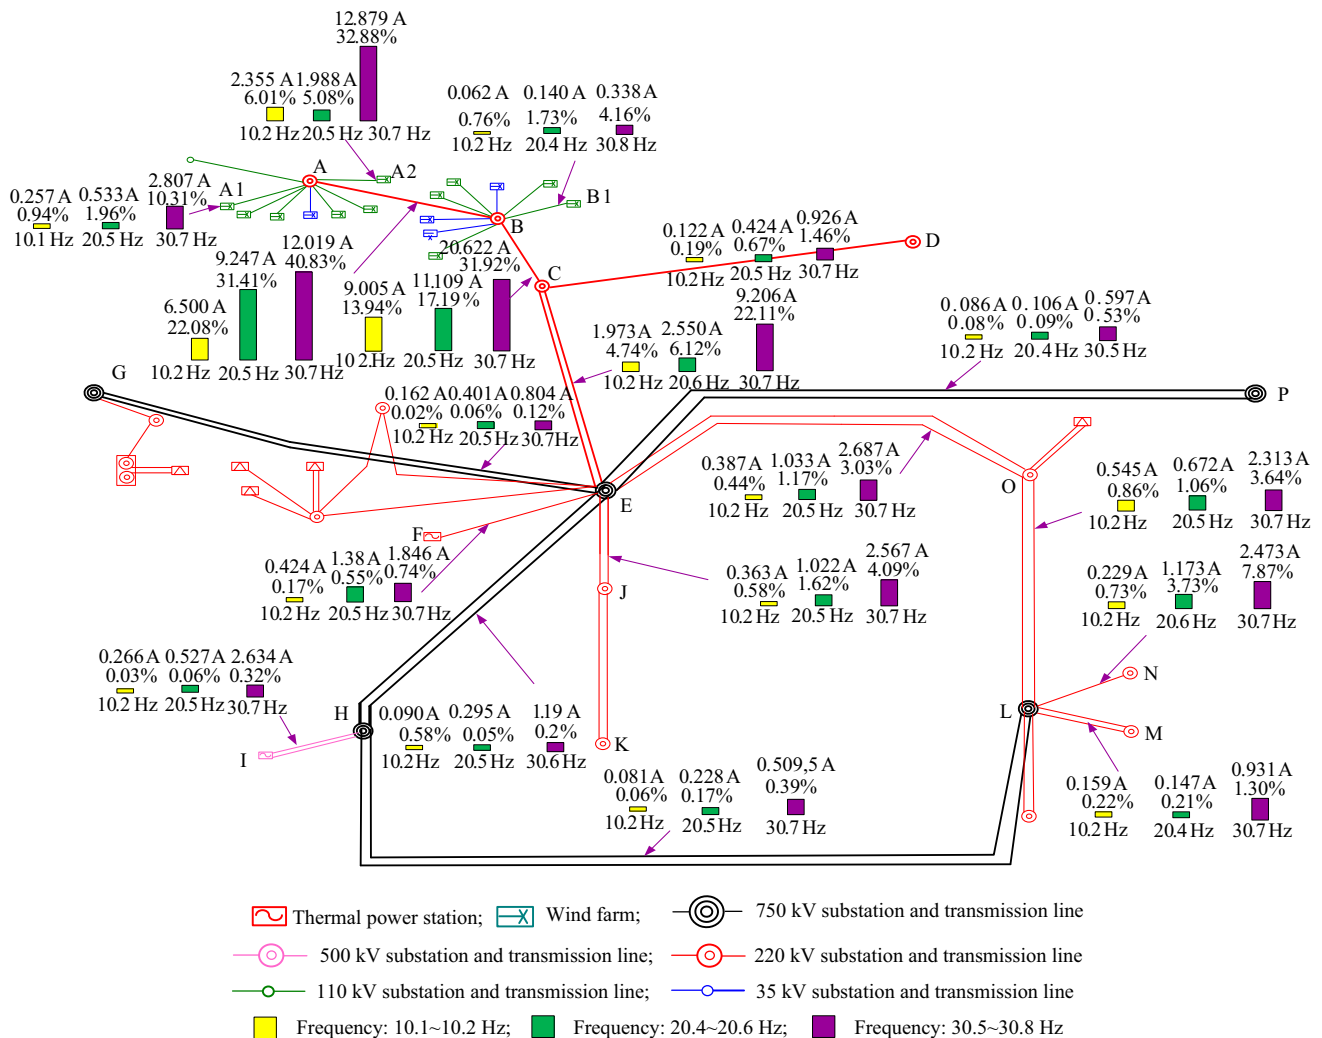 12.879 A
32.88%
2.355 A 1.988 A
6.01% 5.08%
10.2 Hz 20.5 Hz 30.7 Hz
0.062 A 0.140 A 0.338 A
0.76% 1.73% 4.16%
10.2 Hz 20.4 Hz 30.8 Hz
A
A2
A1
B1
B
0.257 A 0.533 A 2.807 A
0.94% 1.96% 10.31%
10.1 Hz 20.5 Hz 30.7 Hz
9.247 A 12.019 A
31.41% 40.83%
6.500 A
22.08%
10.2 Hz 20.5 Hz 30.7 Hz
20.622 A
31.92%
9.005 A 11.109 A
13.94% 17.19%
10.2 Hz 20.5 Hz 30.7 Hz
C
0.122 A 0.424 A 0.926 A
0.19% 0.67% 1.46%
10.2Hz 20.5 Hz 30.7 Hz
D
9.206 A
22.11%
1.973 A 2.550 A
4.74% 6.12%
10.2 Hz 20.6 Hz 30.7 Hz
0.086 A 0.106 A 0.597 A
0.08% 0.09% 0.53%
10.2 Hz 20.4 Hz 30.5 Hz
P
G
0.162 A 0.401 A 0.804 A
0.02% 0.06% 0.12%
10.2 Hz 20.5 Hz 30.7Hz
E
F
0.387 A 1.033 A 2.687 A
0.44% 1.17% 3.03%
10.2 Hz 20.5 Hz 30.7 Hz
O
0.545 A 0.672 A 2.313 A
0.86% 1.06% 3.64%
10.2 Hz 20.5 Hz 30.7 Hz
0.424 A 1.38 A 1.846 A
0.17% 0.55% 0.74%
10.2 Hz 20.5 Hz 30.7 Hz
J
0.363 A 1.022 A 2.567 A
0.58% 1.62% 4.09%
10.2 Hz 20.5 Hz 30.7 Hz
0.229 A 1.173 A 2.473 A
0.73% 3.73% 7.87%
10.2 Hz 20.6 Hz 30.7 Hz
N
0.266 A 0.527 A 2.634 A
0.03% 0.06% 0.32%
10.2 Hz 20.5 Hz 30.7 Hz
H
I
0.090 A 0.295 A 1.19 A
0.58% 0.05% 0.2%
10.2 Hz 20.5 Hz 30.6 Hz
K
L
M
0.081 A 0.228 A 0.509,5 A
0.06% 0.17% 0.39%
10.2 Hz 20.5 Hz 30.7 Hz
0.159 A 0.147 A 0.931 A
0.22% 0.21% 1.30%
10.2 Hz 20.4 Hz 30.7 Hz
Thermal power station; Wind farm; 750 kV substation and transmission line
500 kV substation and transmission line; 220 kV substation and transmission line
110 kV substation and transmission line; 35 kV substation and transmission line
Frequency: 10.1~10.2 Hz; Frequency: 20.4~20.6 Hz; Frequency: 30.5~30.8 Hz